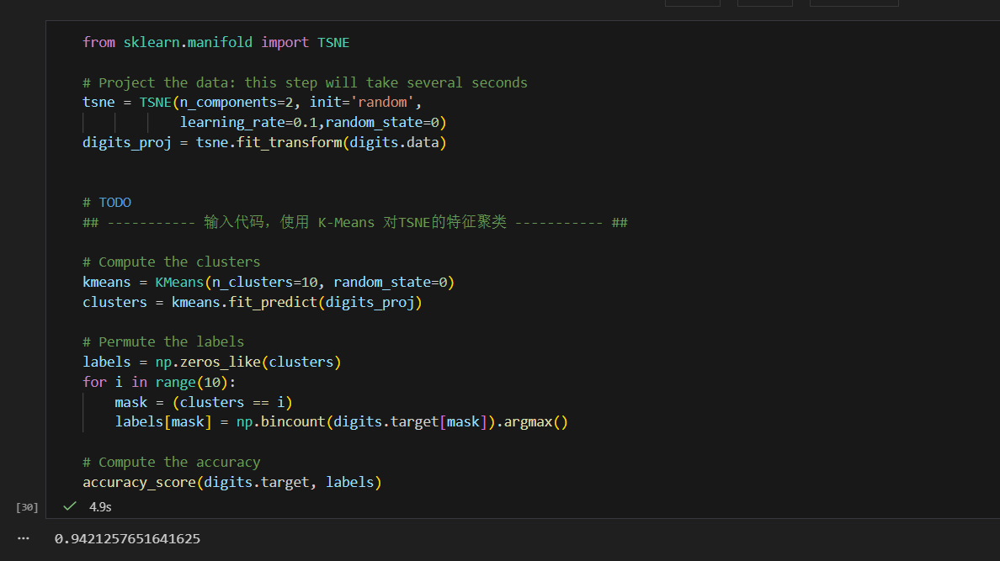 from sklearn.manifold import TSNE
# Project the data: this step will take several seconds
tsne = TSNE(n_components=2, init='random',
learning_rate=0.1,random_state=0)
digits_proj = tsne.fit_transform(digits.data)
# TODO
## ----------- 输入代码，使用 K-Means 对TSNE的特征聚类 ----------- ##
# Compute the clusters
kmeans = KMeans(n_clusters=10, random_state=0)
clusters = kmeans.fit_predict(digits_proj)
# Permute the labels
labels = np.zeros_like(clusters)
for i in range(10):
mask = (clusters == i)
labels[mask] = np.bincount(digits.target[mask]).argmax()
# Compute the accuracy
accuracy_score(digits.target, labels)
[30] 4.9s
0.9421257651641625